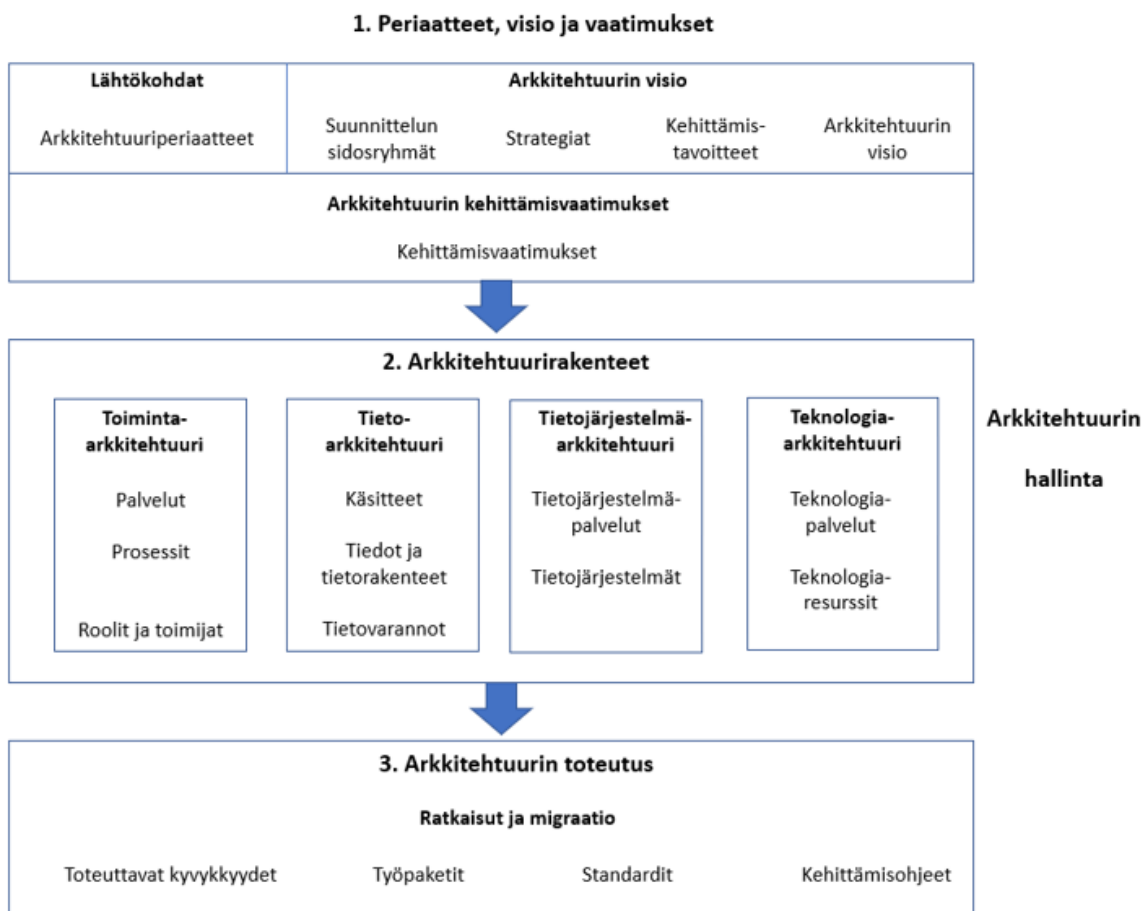 1. Periaatteet, visio ja vaatimukset
Lähtökohdat
Arkkitehtuuriperiaatteet
Arkkitehtuurin visio
Suunnittelun
sidosryhmät
Strategiat
Kehittämis-
tavoitteet
Arkkitehtuurin
visio
Arkkitehtuurin kehittämisvaatimukset
Kehittämisvaatimukset
2. Arkkitehtuurirakenteet
Toiminta-
arkkitehtuuri
Palvelut
Prosessit
Roolit ja toimijat
Tieto-
arkkitehtuuri
Käsitteet
Tiedot ja
tietorakenteet
Tietovarannot
Tietojärjestelmä-
arkkitehtuuri
Tietojärjestelmä-
palvelut
Tietojärjestelmät
Teknologia-
arkkitehtuuri
Teknologia-
palvelut
Teknologia-
resurssit
Arkkitehtuurin
hallinta
3. Arkkitehtuurin toteutus
Ratkaisut ja migraatio
Toteuttavat kyvykkyydet
Työpaketit
Standardit
Kehittämisohjeet